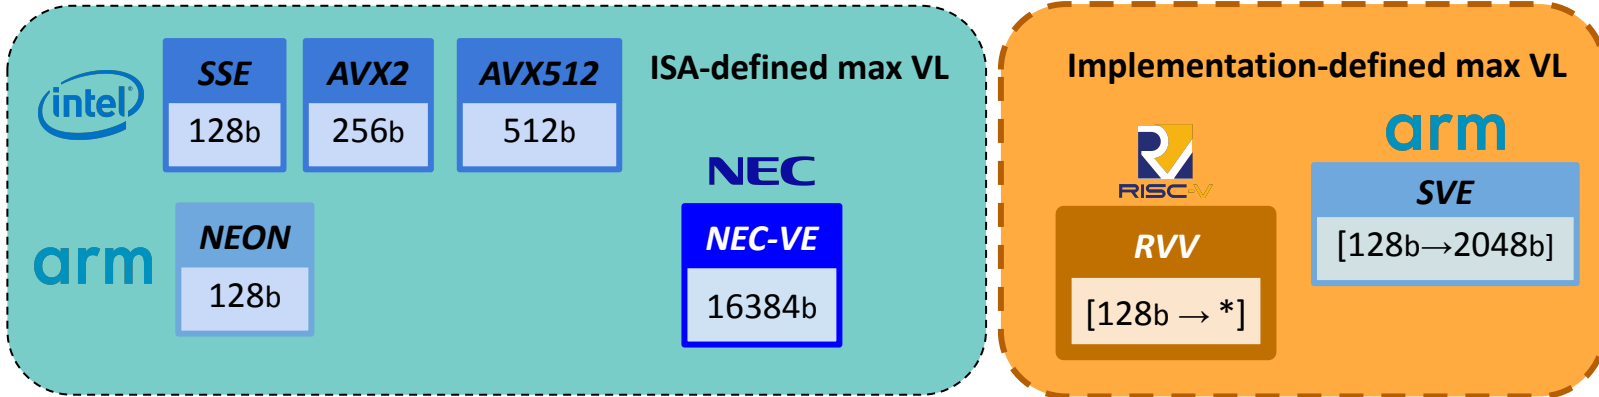 ISA-defined max VL
intel
SSE
128b
AVX2
256b
AVX512
512b
arm
NEON
128b
NEC
NEC-VE
16384b
Implementation-defined max VL
RISC-V
RVV
[128b → *]
arm
SVE
[128b→2048b]